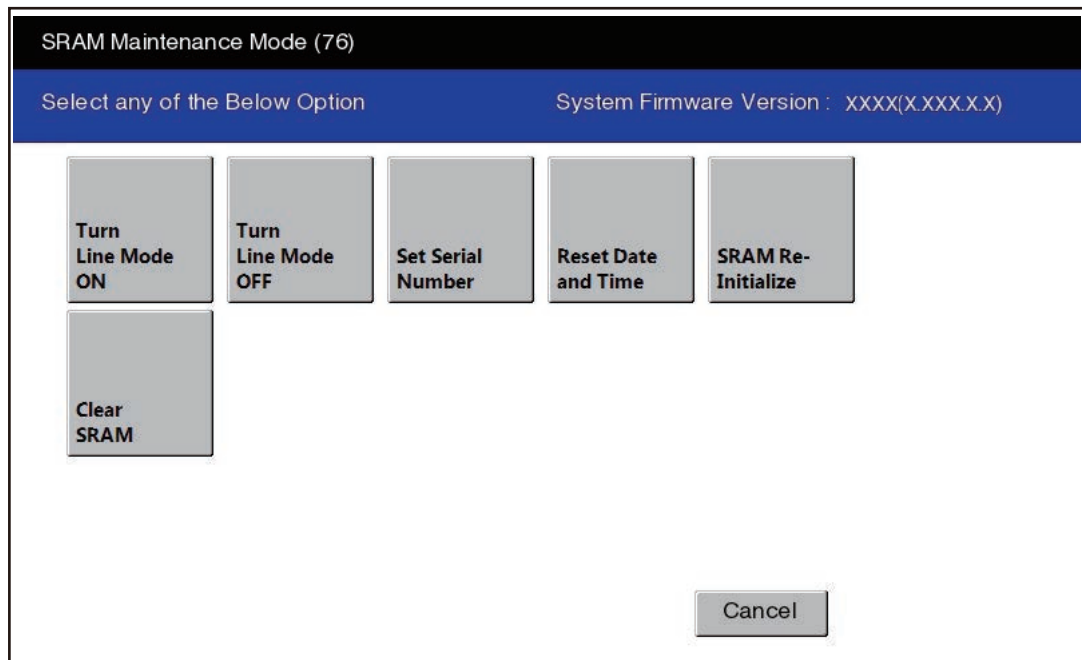 SRAM Maintenance Mode (76)
Select any of the Below Option
System Firmware Version : XXXX(X.XXX.X.X)
Turn
Line Mode
ON
Turn
Line Mode
OFF
Set Serial
Number
Reset Date
and Time
SRAM Re-
Initialize
Clear
SRAM
Cancel